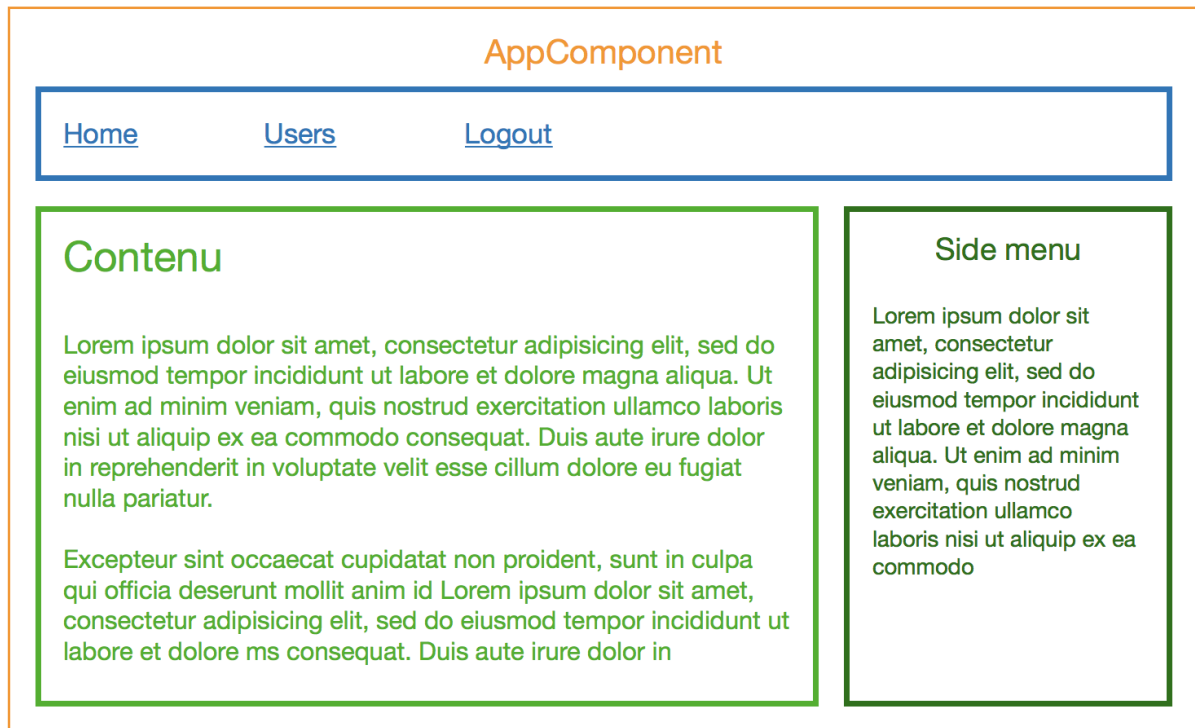 AppComponent
Home Users Logout
Contenu
Lorem ipsum dolor sit amet, consectetur adipisicing elit, sed do
eiusmod tempor incididunt ut labore et dolore magna aliqua. Ut
enim ad minim veniam, quis nostrud exercitation ullamco laboris
nisi ut aliquip ex ea commodo consequat. Duis aute irure dolor
in reprehenderit in voluptate velit esse cillum dolore eu fugiat
nulla pariatur.
Excepteur sint occaecat cupidatat non proident, sunt in culpa
qui officia deserunt mollit anim id Lorem ipsum dolor sit amet,
consectetur adipisicing elit, sed do eiusmod tempor incididunt ut
labore et dolore ms consequat. Duis aute irure dolor in
Side menu
Lorem ipsum dolor sit
amet, consectetur
adipisicing elit, sed do
eiusmod tempor incididunt
ut labore et dolore magna
aliqua. Ut enim ad minim
veniam, quis nostrud
exercitation ullamco
laboris nisi ut aliquip ex ea
commodo